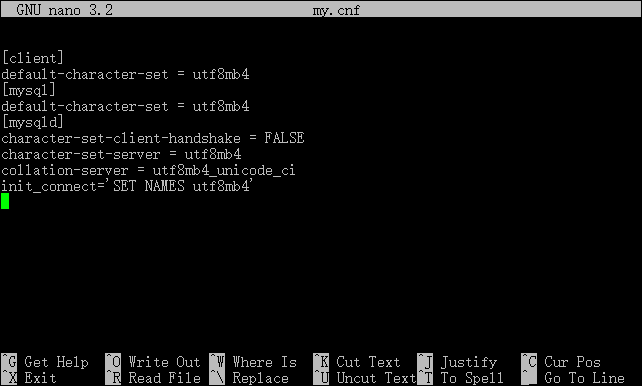 GNU nano 3.2 my.cnf
[client]
default-character-set = utf8mb4
[mysql]
default-character-set = utf8mb4
[mysqld]
character-set-client-handshake = FALSE
character-set-server = utf8mb4
collation-server = utf8mb4_unicode_ci
init_connect='SET NAMES utf8mb4'
^G Get Help ^O Write Out ^W Where Is ^K Cut Text ^J Justify ^C Cur Pos
^X Exit ^R Read File ^\ Replace ^U Uncut Text ^T To Spell ^_ Go To Line